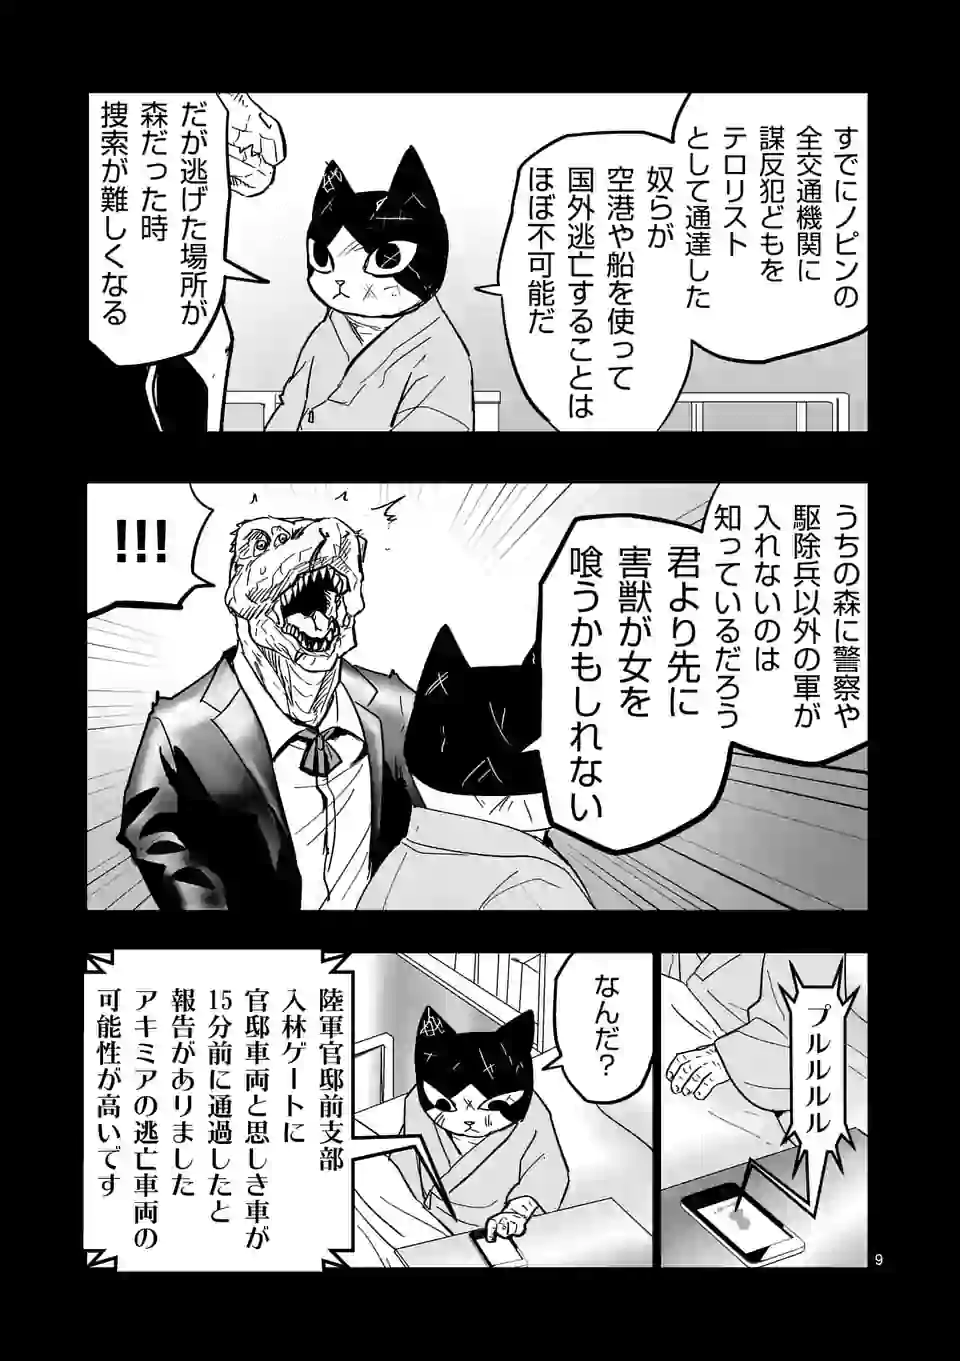 すでにノピンの
全交通機関に
謀反犯どもを
テロリスト
として通達した
奴らが
空港や船を使って
国外逃亡することは
ほぼ不可能だ
だが逃げた場所が
森だった時
捜索が難しくなる
うちの森に警察や
駆除兵以外の軍が
入れないのは
知っているだろう
君より先に
害獣が女を
喰うかもしれない
!!!
プルルルル
なんだ?
陸軍官邸前支部
入林ゲートに
官邸車両と思しき車が
15分前に通過したと
報告がありました
アキミアの逃亡車両の
可能性が高いです
9